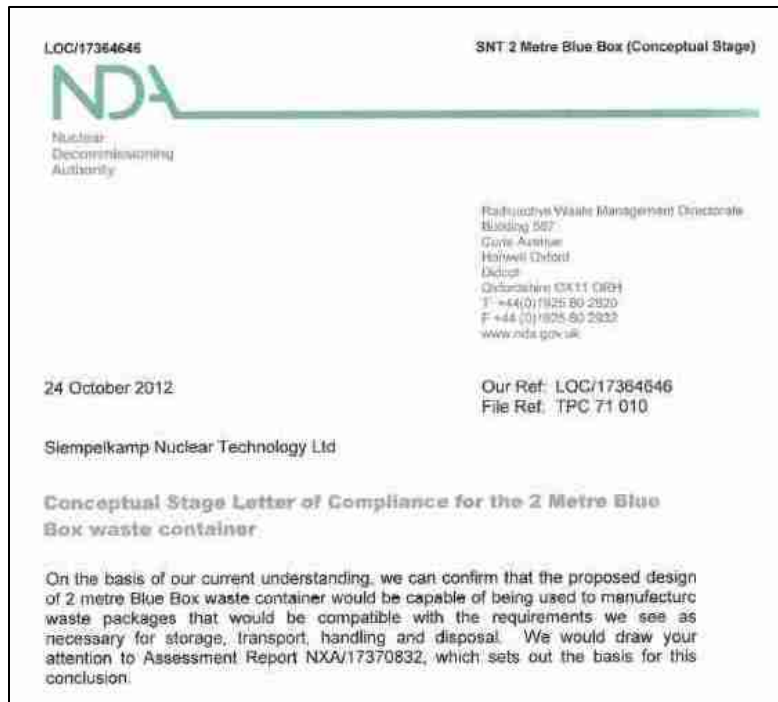 LOC/17364646
SNT 2 Metre Blue Box (Conceptual Stage)
NDA
Nuclear
Decommissioning
Authority
Radioactive Waste Management Directorate
Building 587
Curie Avenue
Harwell Oxford
Didcot
Oxfordshire OX11 0RH
T +44(0)1925 80 2820
F +44 (0)1925 80 2932
www.nda.gov.uk
24 October 2012
Our Ref: LOC/17364646
File Ref: TPC 71 010
Siempelkamp Nuclear Technology Ltd
Conceptual Stage Letter of Compliance for the 2 Metre Blue
Box waste container
On the basis of our current understanding, we can confirm that the proposed design
of 2 metre Blue Box waste container would be capable of being used to manufacture
waste packages that would be compatible with the requirements we see as
necessary for storage, transport, handling and disposal. We would draw your
attention to Assessment Report NXA/17370832, which sets out the basis for this
conclusion.